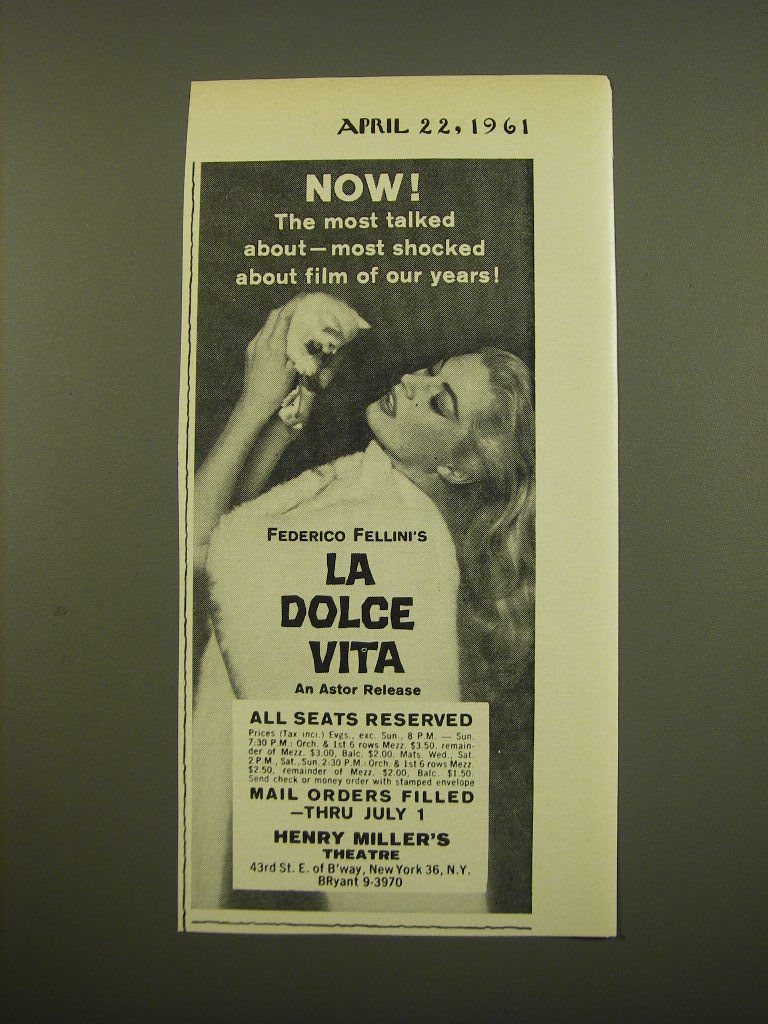 APRIL 22, 1961
NOW!
The most talked
about—most shocked
about film of our years!
FEDERICO FELLINI'S
LA
DOLCE
VITA
An Astor Release
ALL SEATS RESERVED
Prices (Tax incl.) Evgs., exc. Sun., 8 P.M. — Sun.
7:30 P.M.: Orch. & 1st 6 rows Mezz. $3.50, remain-
der of Mezz. $3.00, Balc. $2.00. Mats. Wed., Sat.
2 P.M., Sat., Sun. 2:30 P.M.: Orch. & 1st 6 rows Mezz.
$2.50, remainder of Mezz. $2.00, Balc. $1.50.
Send check or money order with stamped envelope
MAIL ORDERS FILLED
—THRU JULY 1
HENRY MILLER'S
THEATRE
43rd St. E. of B'way, New York 36, N.Y.
BRyant 9-3970